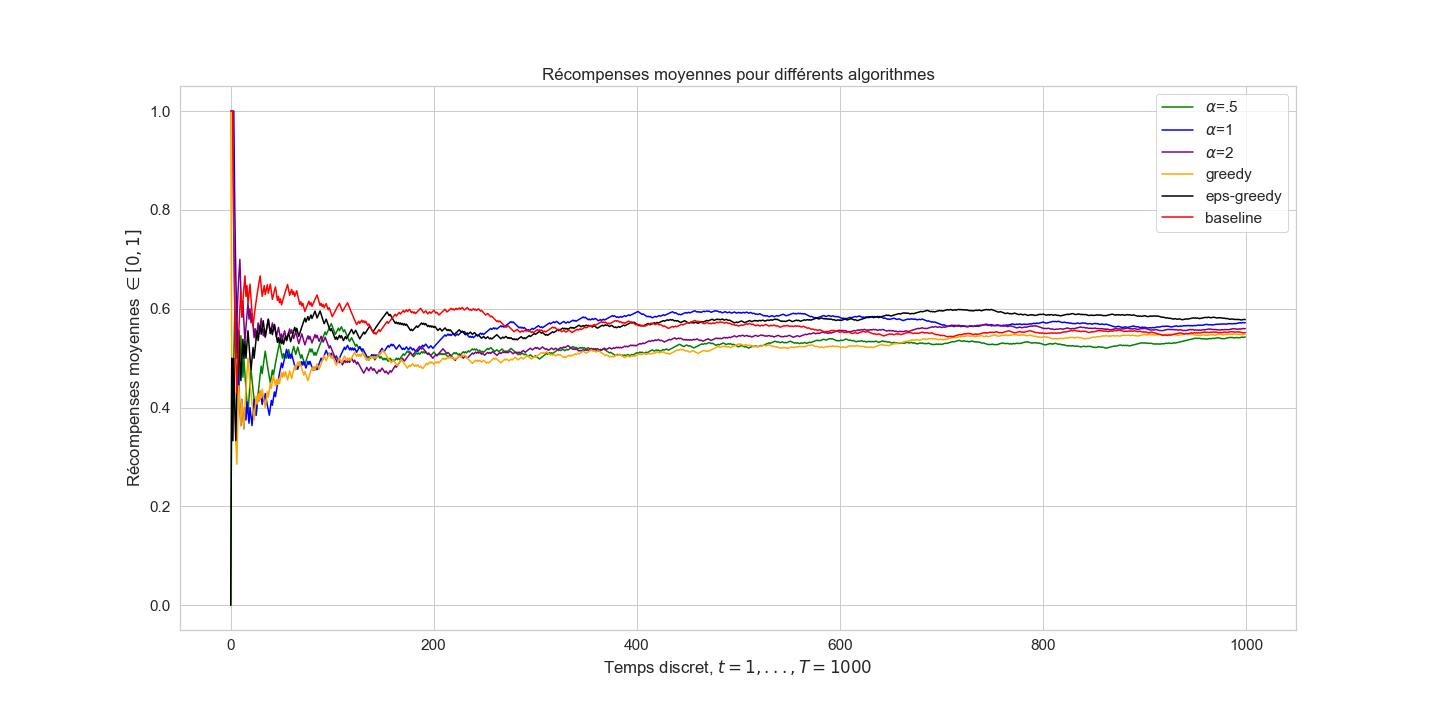 Récompenses moyennes pour différents algorithmes
Récompenses moyennes ∈ [0, 1]
1.0
0.8
0.6
0.4
0.2
0.0
α=.5
α=1
α=2
greedy
eps-greedy
baseline
0 200 400 600 800 1000
Temps discret, t = 1, . . . , T = 1000